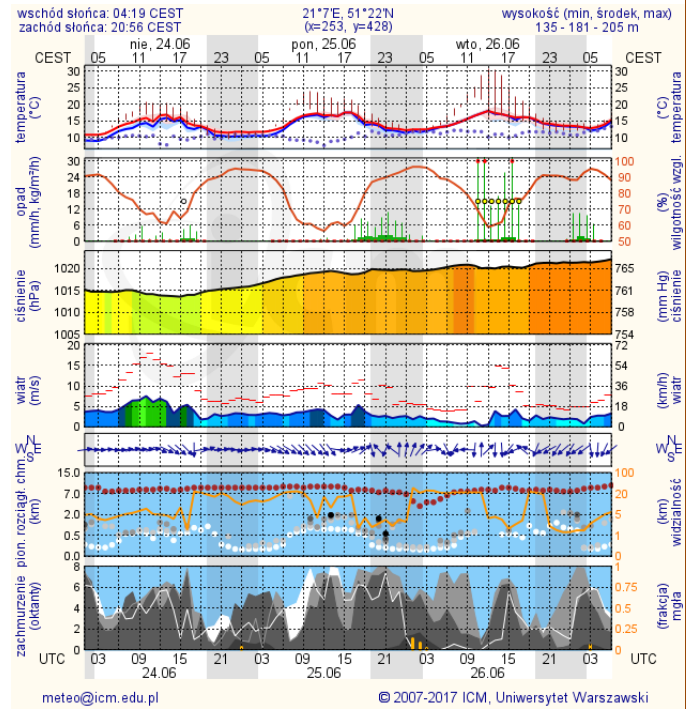 wschód słońca: 04:19 CEST 21°7'E, 51°22'N wysokość (min, środek, max)
zachód słońca: 20:56 CEST (x=253, y=428) 135 - 181 - 205 m
nie, 24.06 pon, 25.06 wto, 26.06
CEST 05 11 17 23 05 11 17 23 05 11 17 23 05 CEST
temperatura (°C) 30 25 20 15 10 30 25 20 15 10 temperatura (°C)
opad (mm/h, kg/m²/h) 30 24 18 12 6 0 100 90 80 70 60 50 (%) wilgotność wzgl.
ciśnienie (hPa) 1020 1015 1010 1005 765 761 758 754 (mm Hg) ciśnienie
wiatr (m/s) 20 15 10 5 0 72 54 36 18 0 (km/h) wiatr
N W E S N W E S
pion. rozciągł. chm. (km) 15.0 7.0 2.0 0.5 0.0 100 20 5 1 0 (km) widzialność
zachmurzenie (oktanty) 8 6 4 2 0 1 0.75 0.5 0.25 0 (frakcja) mgła
UTC 03 09 15 21 03 09 15 21 03 09 15 21 03 UTC
24.06 25.06 26.06
meteo@icm.edu.pl © 2007-2017 ICM, Uniwersytet Warszawski